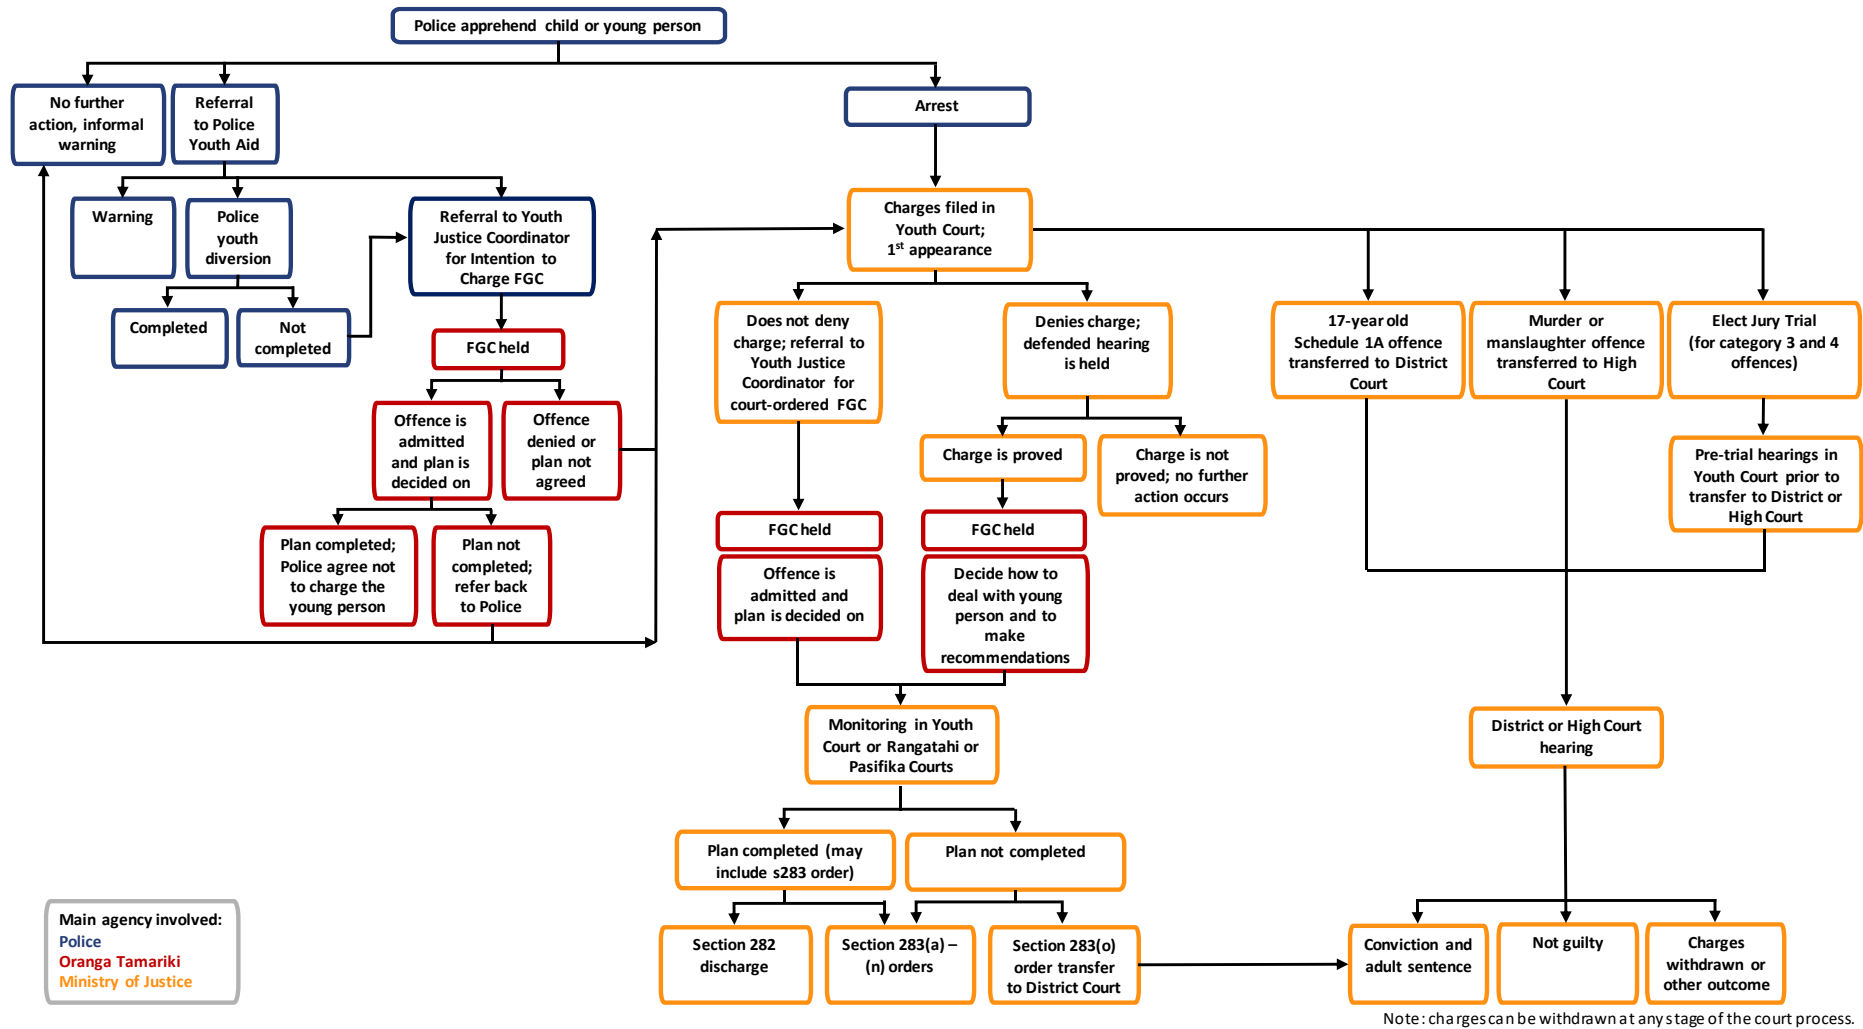 Police apprehend child or young person
No further
action, informal
warning
Referral
to Police
Youth Aid
Arrest
Warning
Police
youth
diversion
Referral to Youth
Justice Coordinator
for Intention to
Charge FGC
Charges filed in
Youth Court;
1st appearance
Completed
Not
completed
FGC held
Does not deny
charge; referral to
Youth Justice
Coordinator for
court-ordered FGC
Denies charge;
defended hearing
is held
17-year old
Schedule 1A offence
transferred to District
Court
Murder or
manslaughter offence
transferred to High
Court
Elect Jury Trial
(for category 3 and 4
offences)
Offence is
admitted
and plan is
decided on
Offence
denied or
plan not
agreed
Charge is proved
Charge is not
proved; no further
action occurs
Pre-trial hearings in
Youth Court prior to
transfer to District or
High Court
Plan completed;
Police agree not
to charge the
young person
Plan not
completed;
refer back
to Police
FGC held
Offence is
admitted and
plan is decided on
FGC held
Decide how to
deal with young
person and to
make
recommendations
Monitoring in Youth
Court or Rangatahi or
Pasifika Courts
District or High Court
hearing
Plan completed (may
include s283 order)
Plan not completed
Section 282
discharge
Section 283(a) –
(n) orders
Section 283(o)
order transfer
to District Court
Conviction and
adult sentence
Not guilty
Charges
withdrawn or
other outcome
Main agency involved:
Police
Oranga Tamariki
Ministry of Justice
Note: charges can be withdrawn at any stage of the court process.